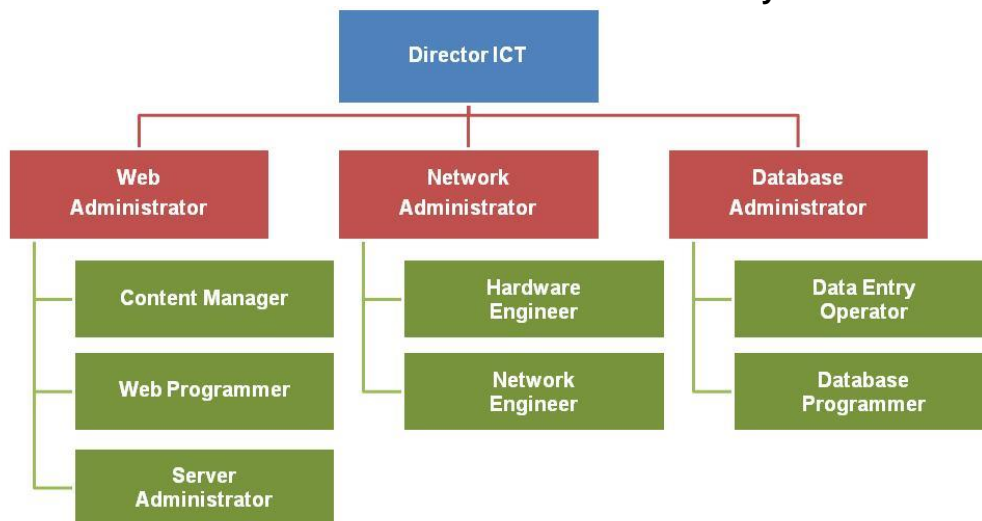 Director ICT
Web
Administrator
Network
Administrator
Database
Administrator
Content Manager
Hardware
Engineer
Data Entry
Operator
Web Programmer
Network
Engineer
Database
Programmer
Server
Administrator